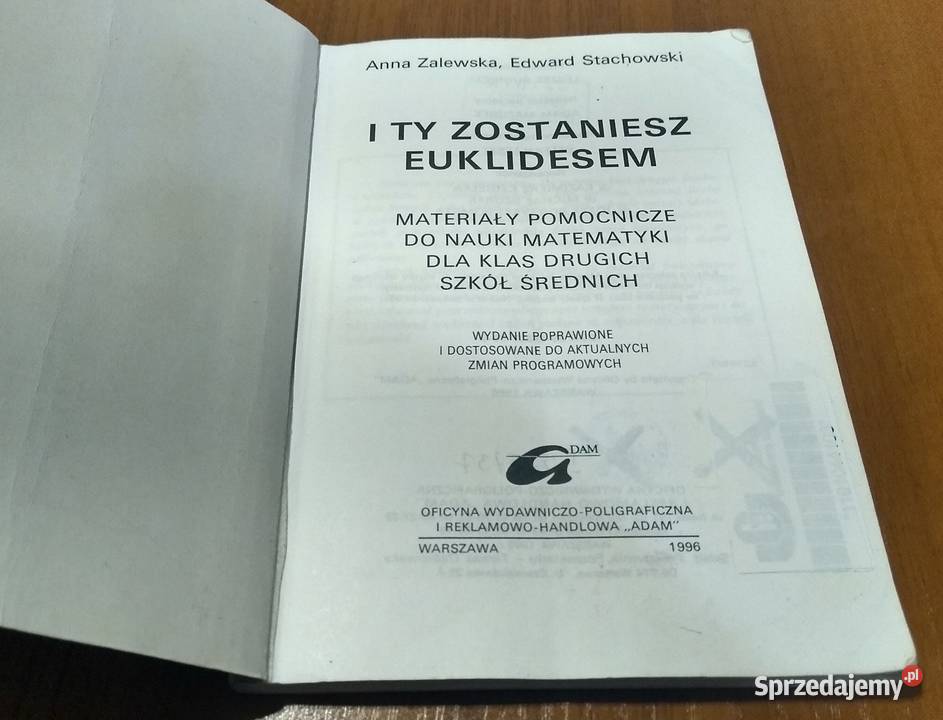 Anna Zalewska, Edward Stachowski
I TY ZOSTANIESZ
EUKLIDESEM
MATERIAŁY POMOCNICZE
DO NAUKI MATEMATYKI
DLA KLAS DRUGICH
SZKÓŁ ŚREDNICH
WYDANIE POPRAWIONE
I DOSTOSOWANE DO AKTUALNYCH
ZMIAN PROGRAMOWYCH
DAM
OFICYNA WYDAWNICZO-POLIGRAFICZNA
I REKLAMOWO-HANDLOWA „ADAM”
WARSZAWA 1996
Sprzedajemy.pl